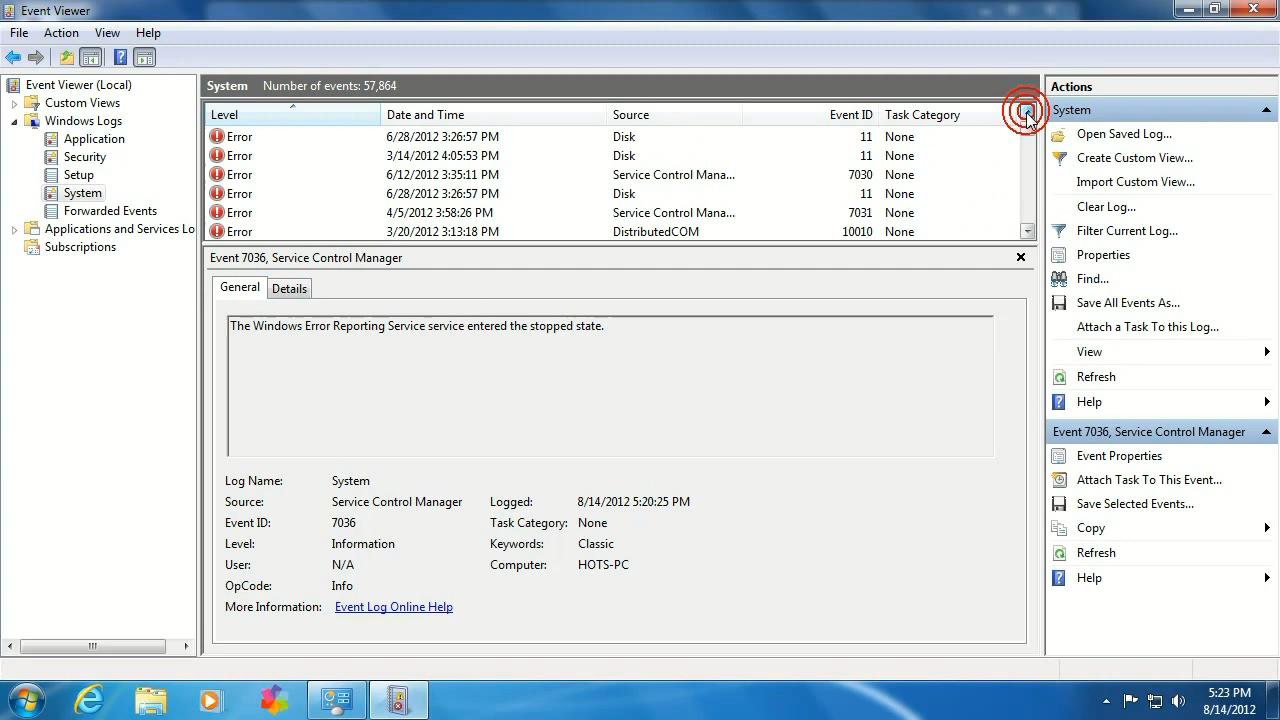 Event Viewer
File Action View Help
Event Viewer (Local)
Custom Views
Windows Logs
Application
Security
Setup
System
Forwarded Events
Applications and Services Lo
Subscriptions
System Number of events: 57,864
Level Date and Time Source Event ID Task Category
Error 6/28/2012 3:26:57 PM Disk 11 None
Error 3/14/2012 4:05:53 PM Disk 11 None
Error 6/12/2012 3:35:11 PM Service Control Mana... 7030 None
Error 6/28/2012 3:26:57 PM Disk 11 None
Error 4/5/2012 3:58:26 PM Service Control Mana... 7031 None
Error 3/20/2012 3:13:18 PM DistributedCOM 10010 None
Event 7036, Service Control Manager
General Details
The Windows Error Reporting Service service entered the stopped state.
Log Name: System
Source: Service Control Manager Logged: 8/14/2012 5:20:25 PM
Event ID: 7036 Task Category: None
Level: Information Keywords: Classic
User: N/A Computer: HOTS-PC
OpCode: Info
More Information: Event Log Online Help
Actions
System
Open Saved Log...
Create Custom View...
Import Custom View...
Clear Log...
Filter Current Log...
Properties
Find...
Save All Events As...
Attach a Task To this Log...
View
Refresh
Help
Event 7036, Service Control Manager
Event Properties
Attach Task To This Event...
Save Selected Events...
Copy
Refresh
Help
5:23 PM
8/14/2012